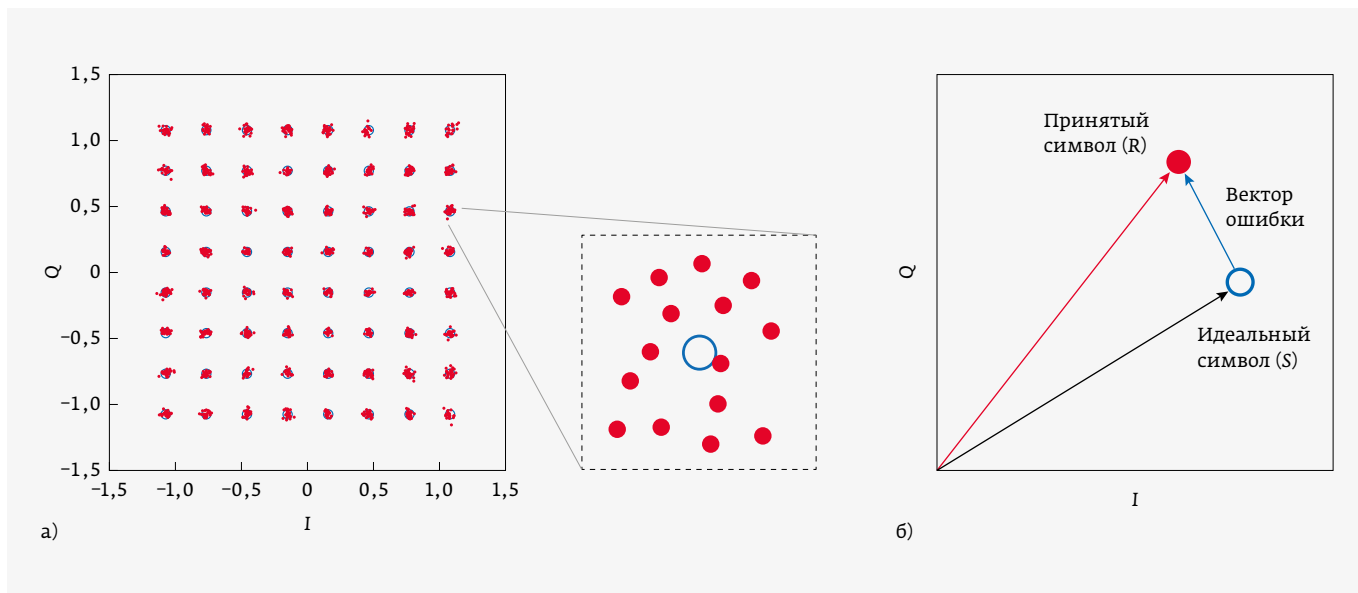 1,5
1,0
0,5
0
−0,5
−1,0
−1,5
Q
−1,5 −1,0 −0,5 0 0,5 1,0 1,5
I
а)
Принятый
символ (R)
Вектор
ошибки
Идеальный
символ (S)
Q
I
б)